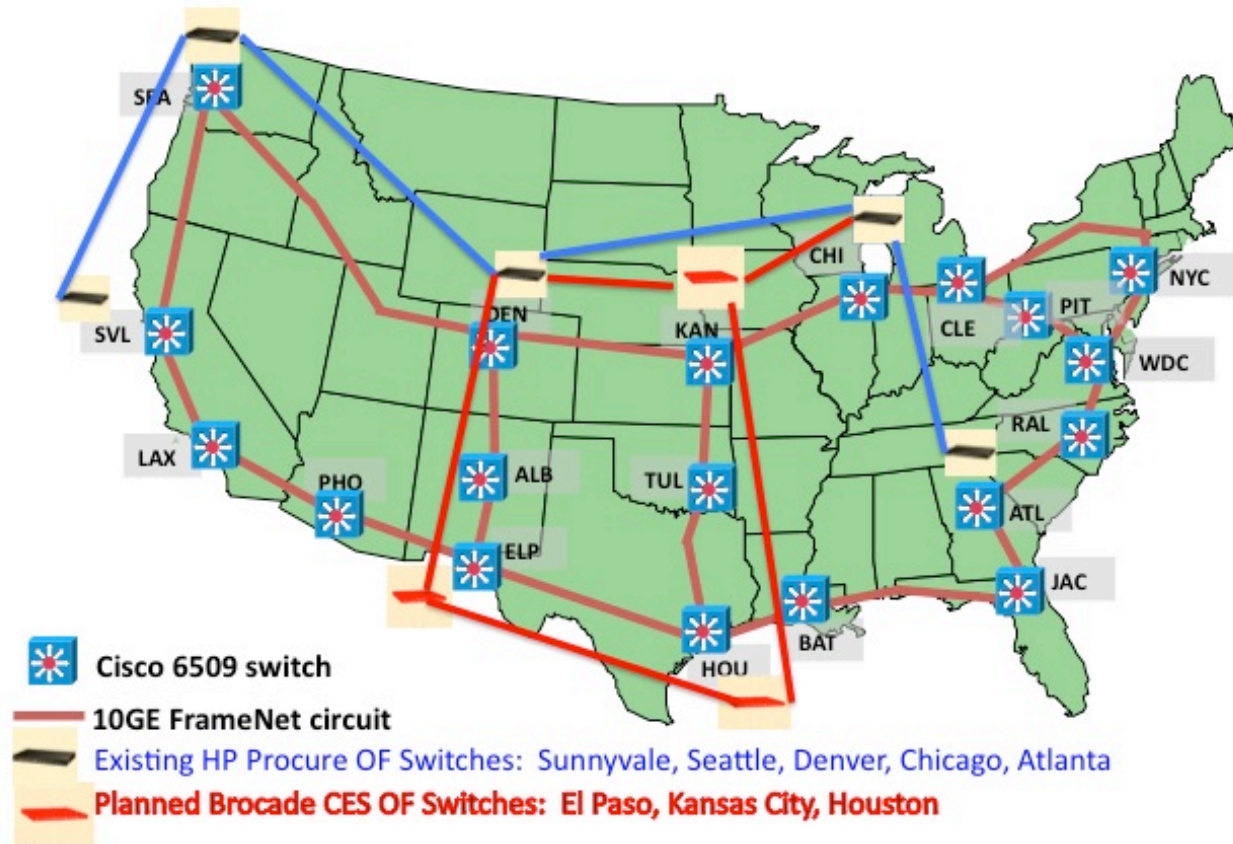 SEA
CHI
NYC
DEN
PIT
SVL
KAN
CLE
WDC
RAL
LAX
PHO
ALB
TUL
ATL
ELP
JAC
BAT
HOU
Cisco 6509 switch
10GE FrameNet circuit
Existing HP Procure OF Switches: Sunnyvale, Seattle, Denver, Chicago, Atlanta
Planned Brocade CES OF Switches: El Paso, Kansas City, Houston